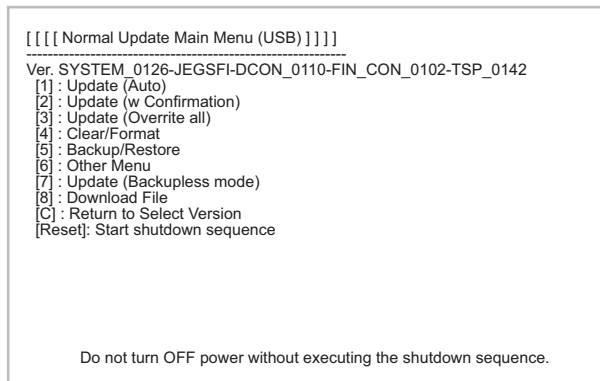 [ [ [ [ Normal Update Main Menu (USB) ] ] ] ]
------------------------------------------------------------
Ver. SYSTEM_0126-JEGSFI-DCON_0110-FIN_CON_0102-TSP_0142
[1] : Update (Auto)
[2] : Update (w Confirmation)
[3] : Update (Overrite all)
[4] : Clear/Format
[5] : Backup/Restore
[6] : Other Menu
[7] : Update (Backupless mode)
[8] : Download File
[C] : Return to Select Version
[Reset]: Start shutdown sequence
Do not turn OFF power without executing the shutdown sequence.